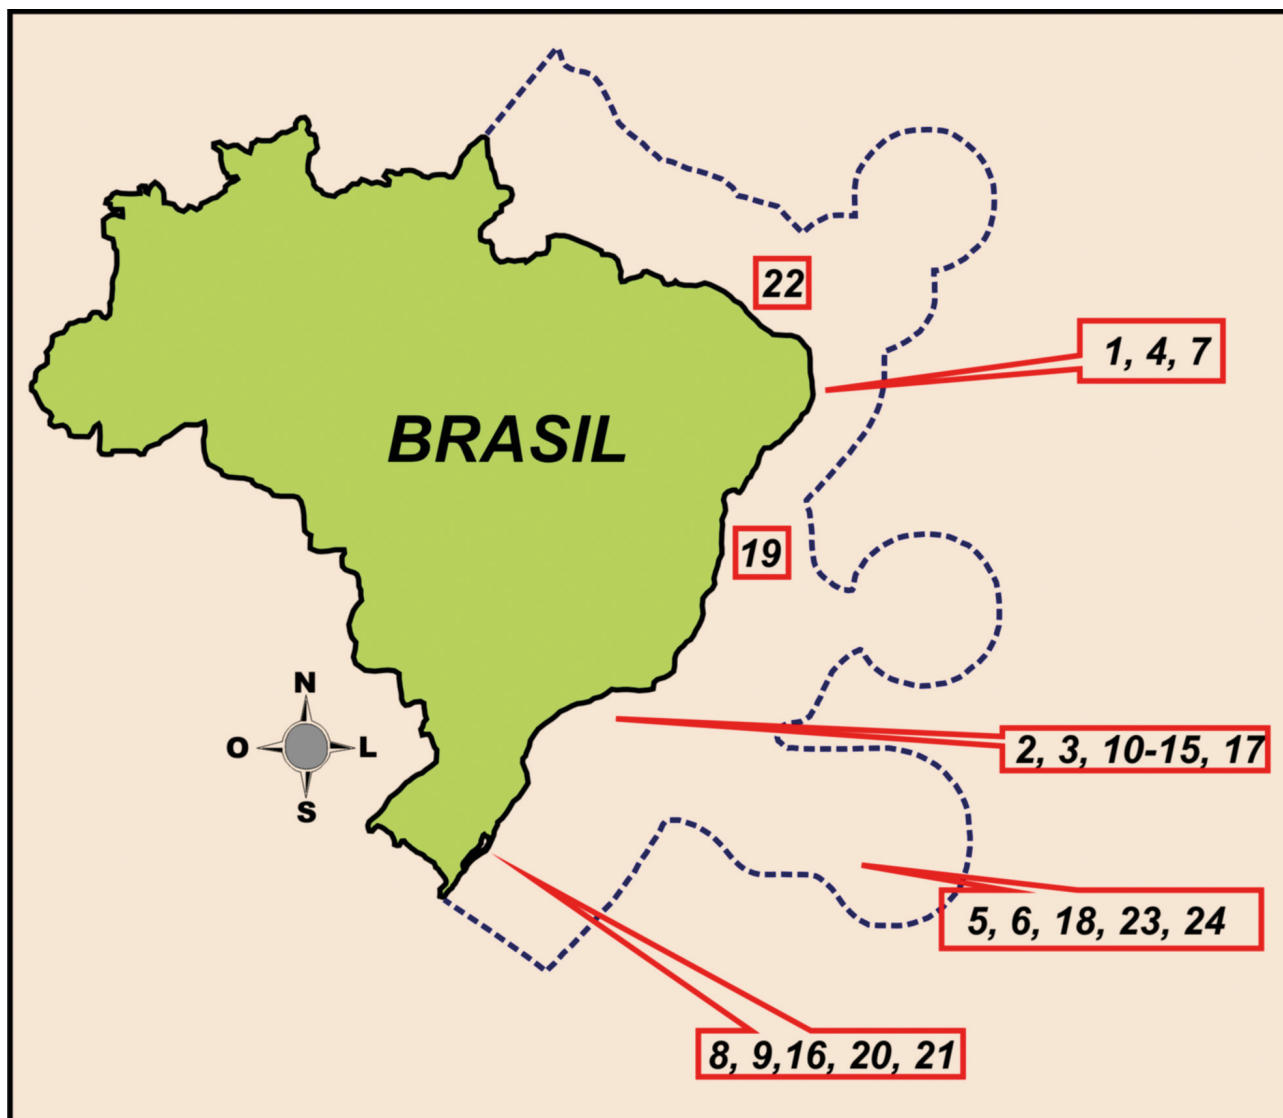 22
1, 4, 7
BRASIL
19
N
O
L
S
2, 3, 10-15, 17
5, 6, 18, 23, 24
8, 9,16, 20, 21